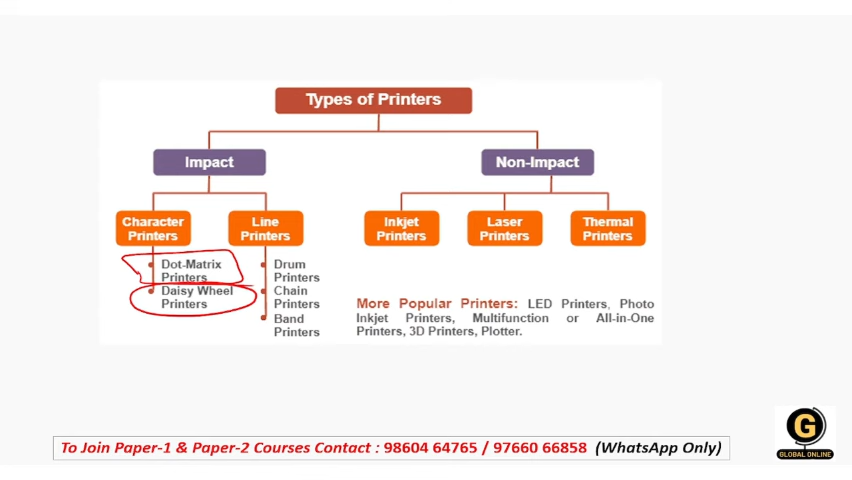 Types of Printers
Impact
Non-Impact
Character
Printers
Line
Printers
Inkjet
Printers
Laser
Printers
Thermal
Printers
Dot-Matrix
Printers
Daisy Wheel
Printers
Drum
Printers
Chain
Printers
Band
Printers
More Popular Printers: LED Printers, Photo
Inkjet Printers, Multifunction or All-in-One
Printers, 3D Printers, Plotter.
To Join Paper-1 & Paper-2 Courses Contact : 98604 64765 / 97660 66858 (WhatsApp Only)
G
GLOBAL ONLINE